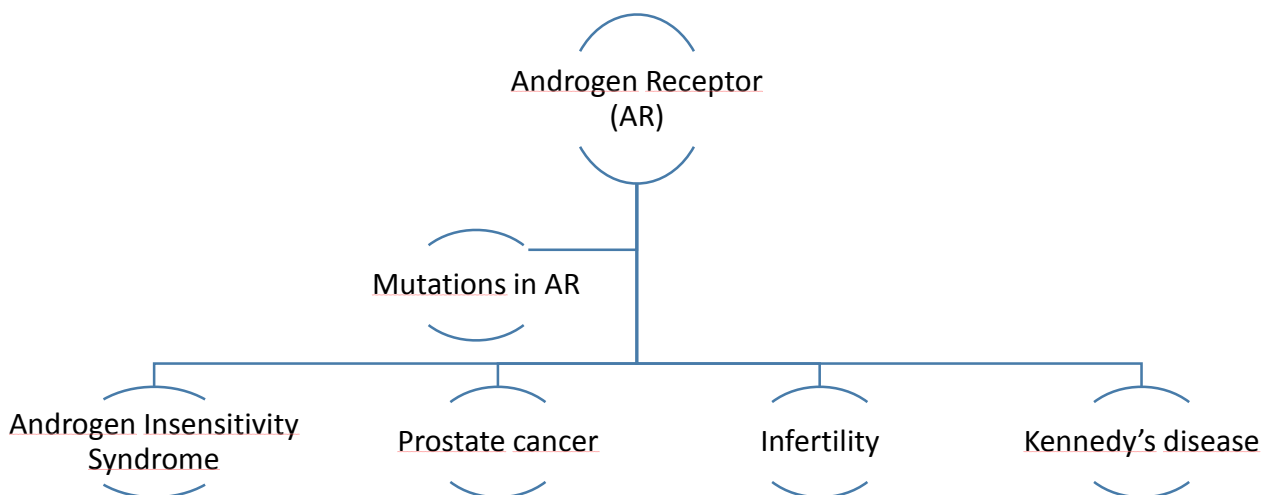 Androgen Receptor
(AR)
Mutations in AR
Androgen Insensitivity
Syndrome
Prostate cancer
Infertility
Kennedy’s disease